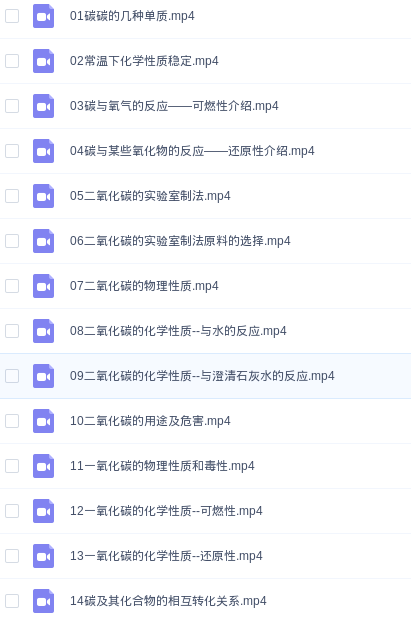 01碳碳的几种单质.mp4
02常温下化学性质稳定.mp4
03碳与氧气的反应——可燃性介绍.mp4
04碳与某些氧化物的反应——还原性介绍.mp4
05二氧化碳的实验室制法.mp4
06二氧化碳的实验室制法原料的选择.mp4
07二氧化碳的物理性质.mp4
08二氧化碳的化学性质--与水的反应.mp4
09二氧化碳的化学性质--与澄清石灰水的反应.mp4
10二氧化碳的用途及危害.mp4
11一氧化碳的物理性质和毒性.mp4
12一氧化碳的化学性质--可燃性.mp4
13一氧化碳的化学性质--还原性.mp4
14碳及其化合物的相互转化关系.mp4